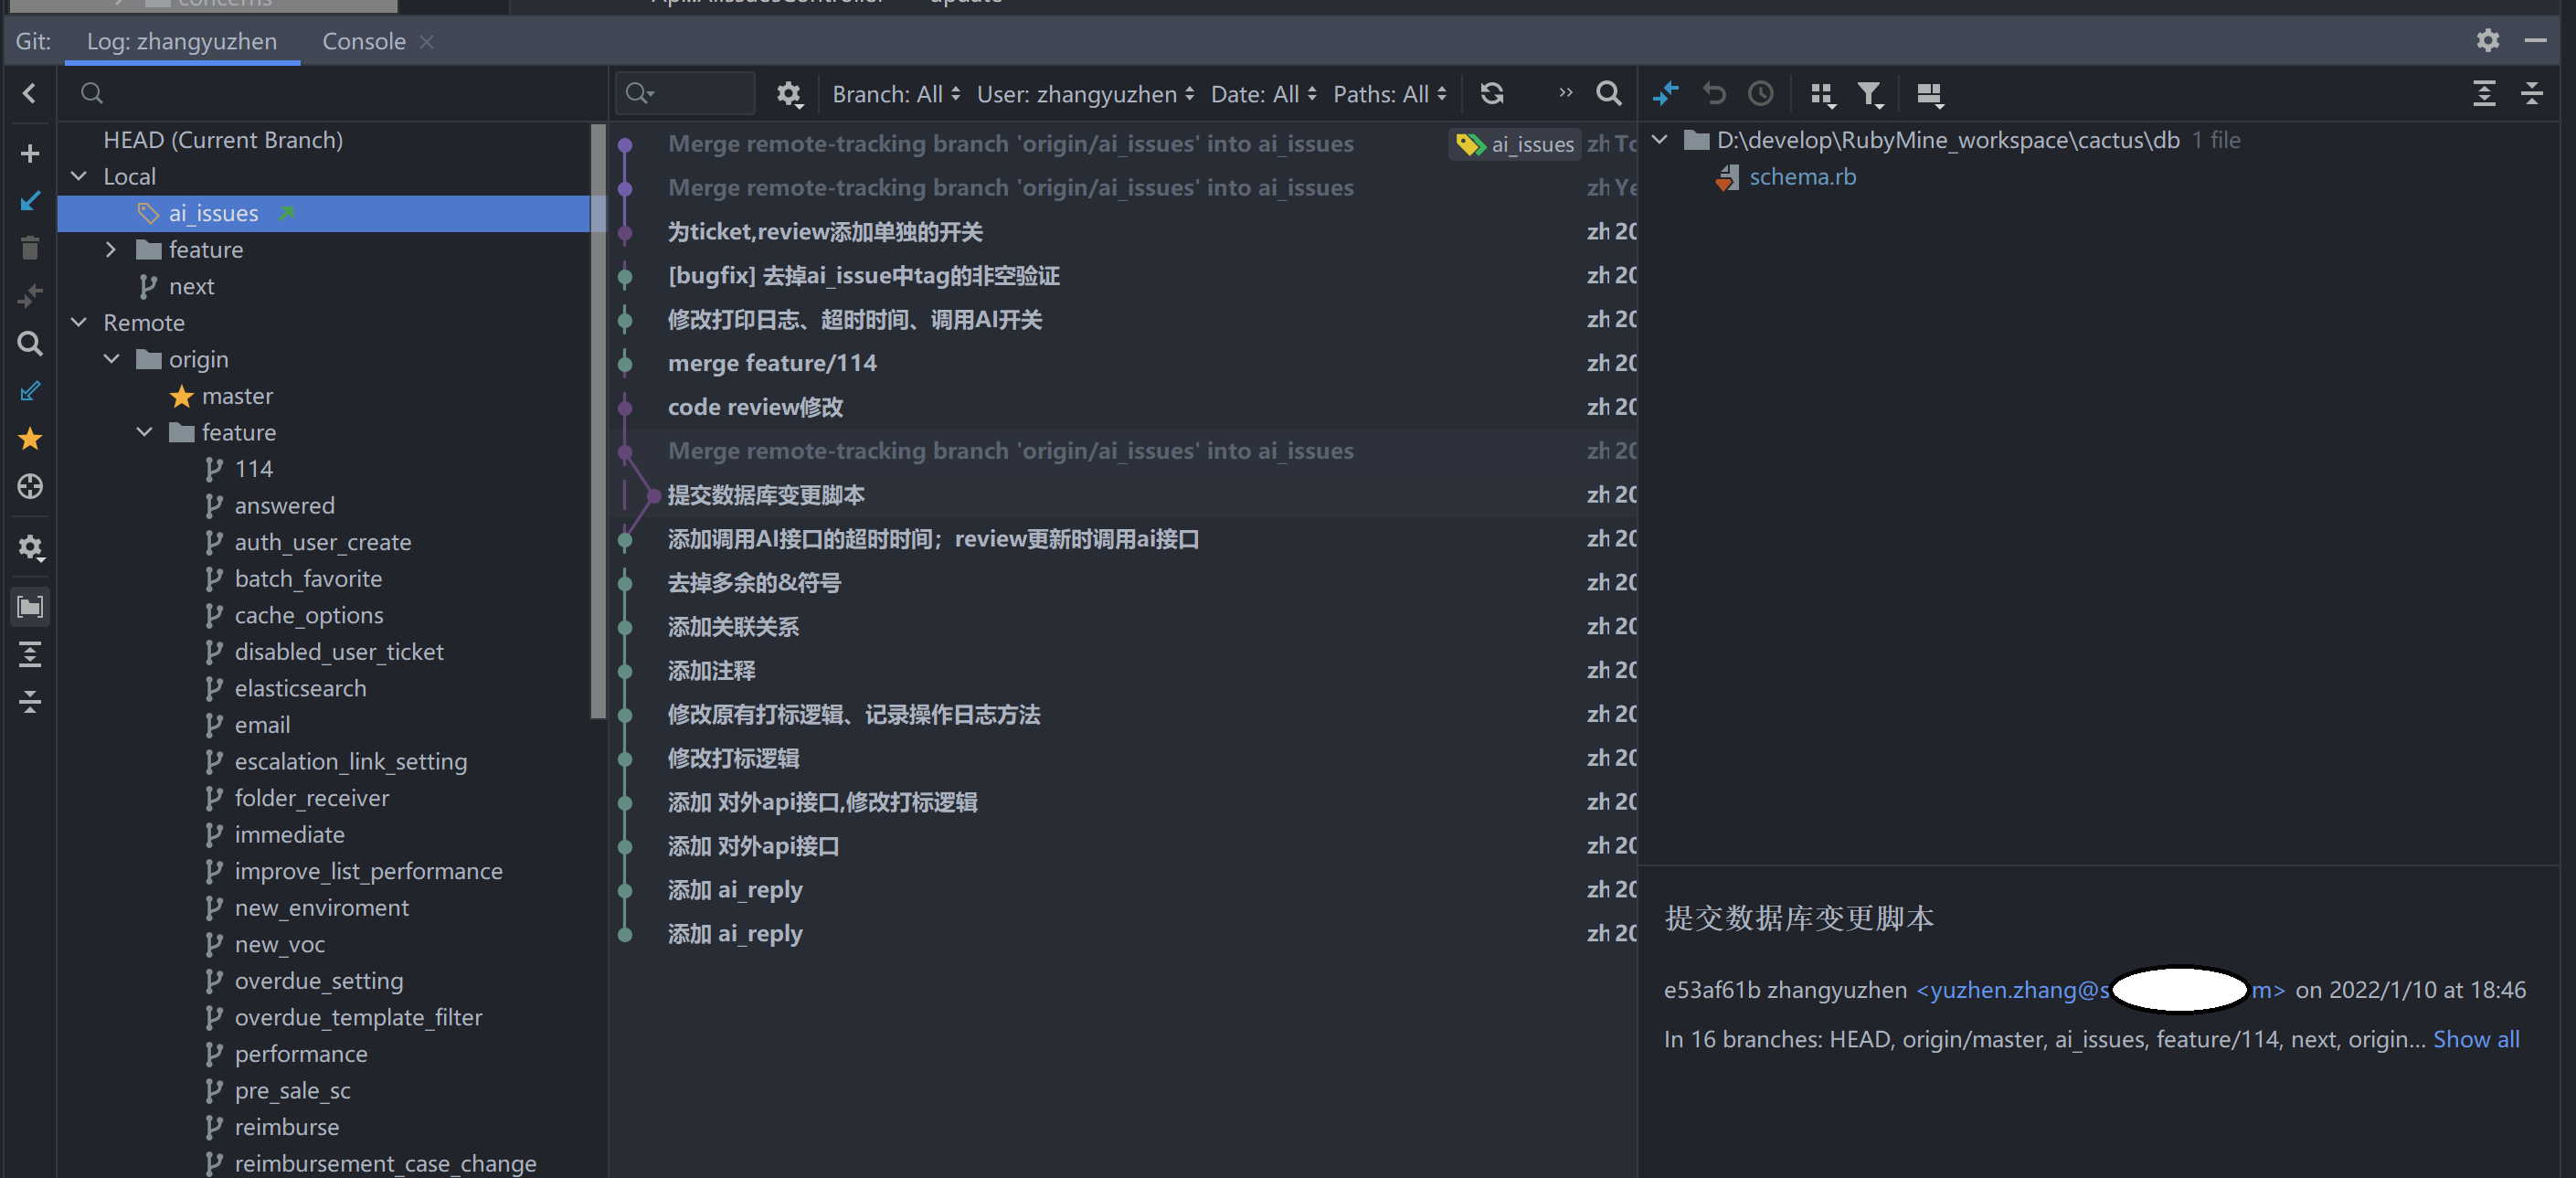 concerns
update
Git: Log: zhangyuzhen Console
Branch: All User: zhangyuzhen Date: All Paths: All
HEAD (Current Branch)
Local
ai_issues
feature
next
Remote
origin
master
feature
114
answered
auth_user_create
batch_favorite
cache_options
disabled_user_ticket
elasticsearch
email
escalation_link_setting
folder_receiver
immediate
improve_list_performance
new_enviroment
new_voc
overdue_setting
overdue_template_filter
performance
pre_sale_sc
reimburse
reimbursement_case_change
Merge remote-tracking branch 'origin/ai_issues' into ai_issues ai_issues zh To
Merge remote-tracking branch 'origin/ai_issues' into ai_issues zh Ye
为ticket,review添加单独的开关 zh 20
[bugfix] 去掉ai_issue中tag的非空验证 zh 20
修改打印日志、超时时间、调用AI开关 zh 20
merge feature/114 zh 20
code review修改 zh 20
Merge remote-tracking branch 'origin/ai_issues' into ai_issues zh 20
提交数据库变更脚本 zh 20
添加调用AI接口的超时时间；review更新时调用ai接口 zh 20
去掉多余的&符号 zh 20
添加关联关系 zh 20
添加注释 zh 20
修改原有打标逻辑、记录操作日志方法 zh 20
修改打标逻辑 zh 20
添加 对外api接口,修改打标逻辑 zh 20
添加 对外api接口 zh 20
添加 ai_reply zh 20
添加 ai_reply zh 20
D:\develop\RubyMine_workspace\cactus\db 1 file
schema.rb
提交数据库变更脚本
e53af61b zhangyuzhen <yuzhen.zhang@s m> on 2022/1/10 at 18:46
In 16 branches: HEAD, origin/master, ai_issues, feature/114, next, origin... Show all